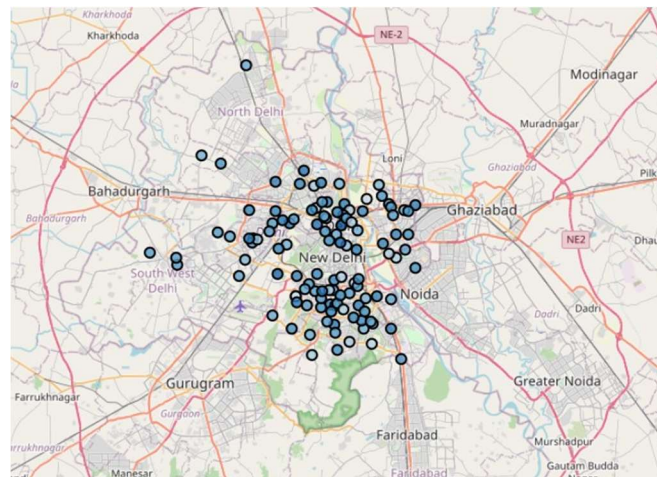 Kharkhoda
Kharkhoda
NE-2
Modinagar
North Delhi
Muradnagar
Loni
Ghaziabad
Bahadurgarh
Ghaziabad
Bahadurgarh
NE2
New Delhi
South West
Delhi
Noida
Dadri
Dadri
Gurugram
Greater Noida
Farrukhnagar
Gurgaon
Faridabad
Murshadpur
Manesar
Faridabad
Gautam Budda